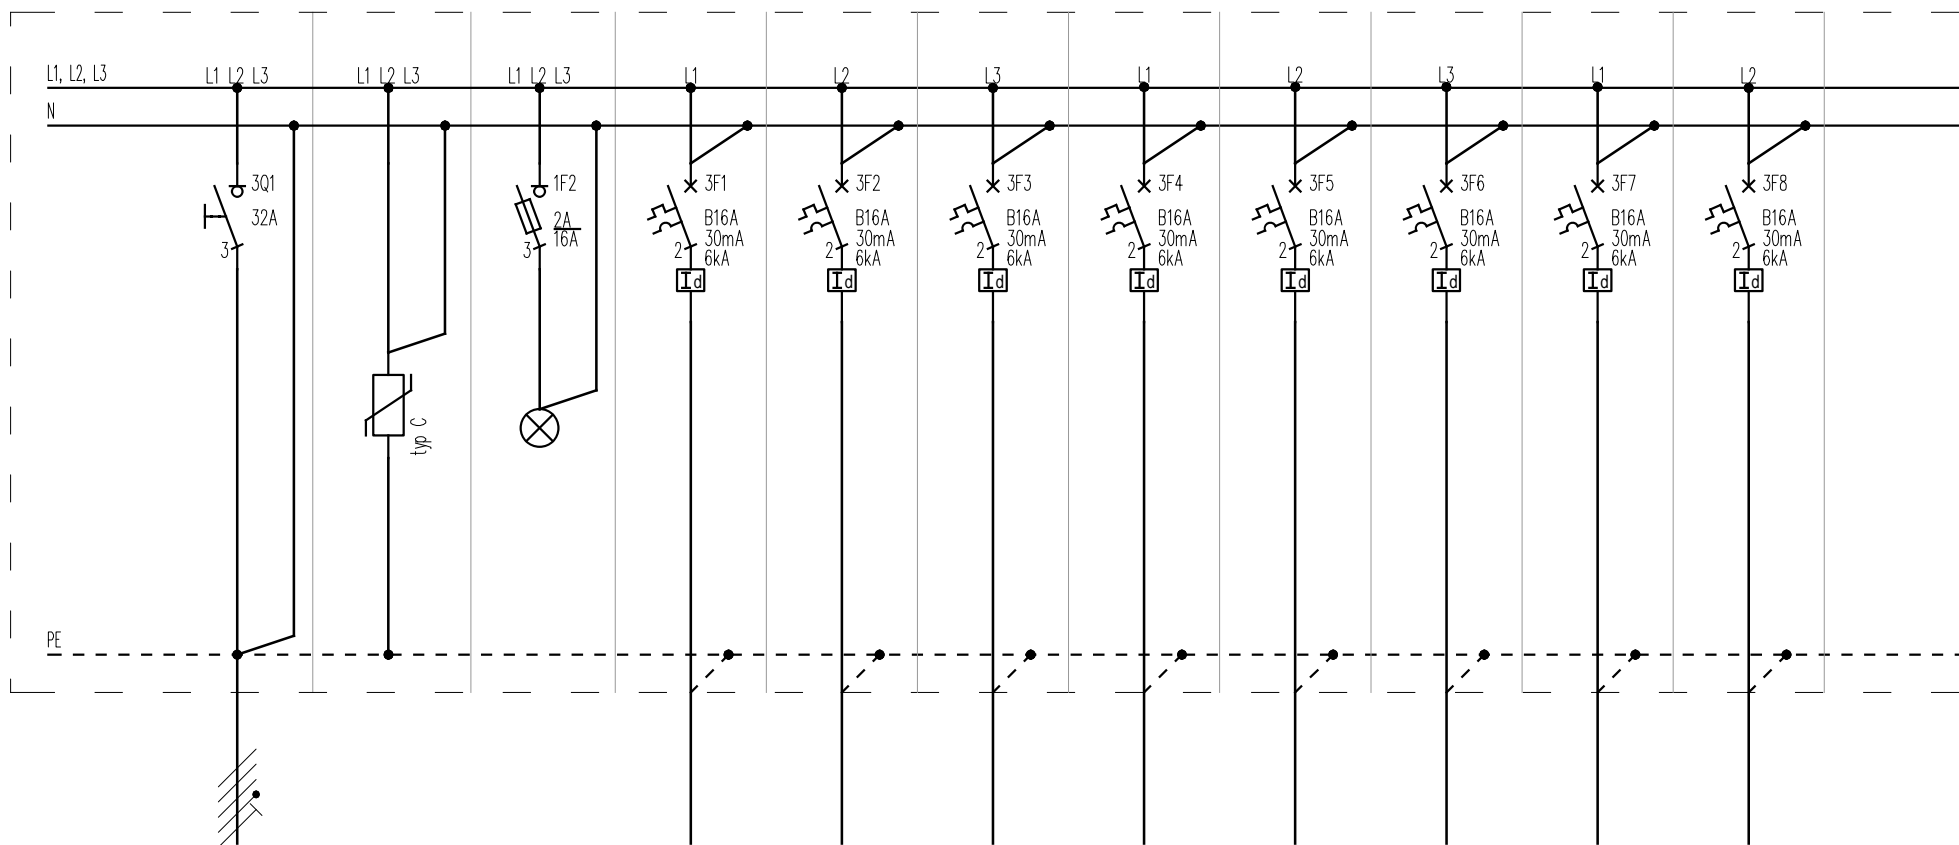 L1, L2, L3
L1 L2 L3
L1 L2 L3
L1 L2 L3
L1
L2
L3
L1
L2
L3
L1
L2
N
3Q1
32A
3
1F2
2A
16A
3
3F1
B16A
30mA
6kA
2
Id
3F2
B16A
30mA
6kA
2
Id
3F3
B16A
30mA
6kA
2
Id
3F4
B16A
30mA
6kA
2
Id
3F5
B16A
30mA
6kA
2
Id
3F6
B16A
30mA
6kA
2
Id
3F7
B16A
30mA
6kA
2
Id
3F8
B16A
30mA
6kA
2
Id
typ C
PE